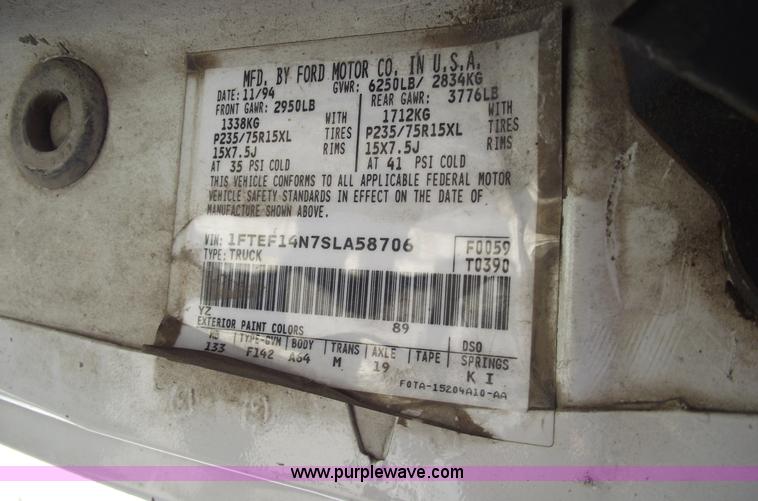 MFD. BY FORD MOTOR CO. IN U.S.A.
DATE: 11/94 GVWR: 6250LB/ 2834KG
FRONT GAWR: 2950LB REAR GAWR: 3776LB
1338KG WITH 1712KG WITH
P235/75R15XL TIRES P235/75R15XL TIRES
15X7.5J RIMS 15X7.5J RIMS
AT 35 PSI COLD AT 41 PSI COLD
THIS VEHICLE CONFORMS TO ALL APPLICABLE FEDERAL MOTOR
VEHICLE SAFETY STANDARDS IN EFFECT ON THE DATE OF
MANUFACTURE SHOWN ABOVE.
VIN: 1FTEF14N7SLA58706 F0059
TYPE: TRUCK T0390
YZ 89
EXTERIOR PAINT COLORS DSO
WB TYPE-GVM BODY TRANS AXLE TAPE SPRINGS
133 F142 A64 M 19 K I
F0TA-15204A10-AA
www.purplewave.com